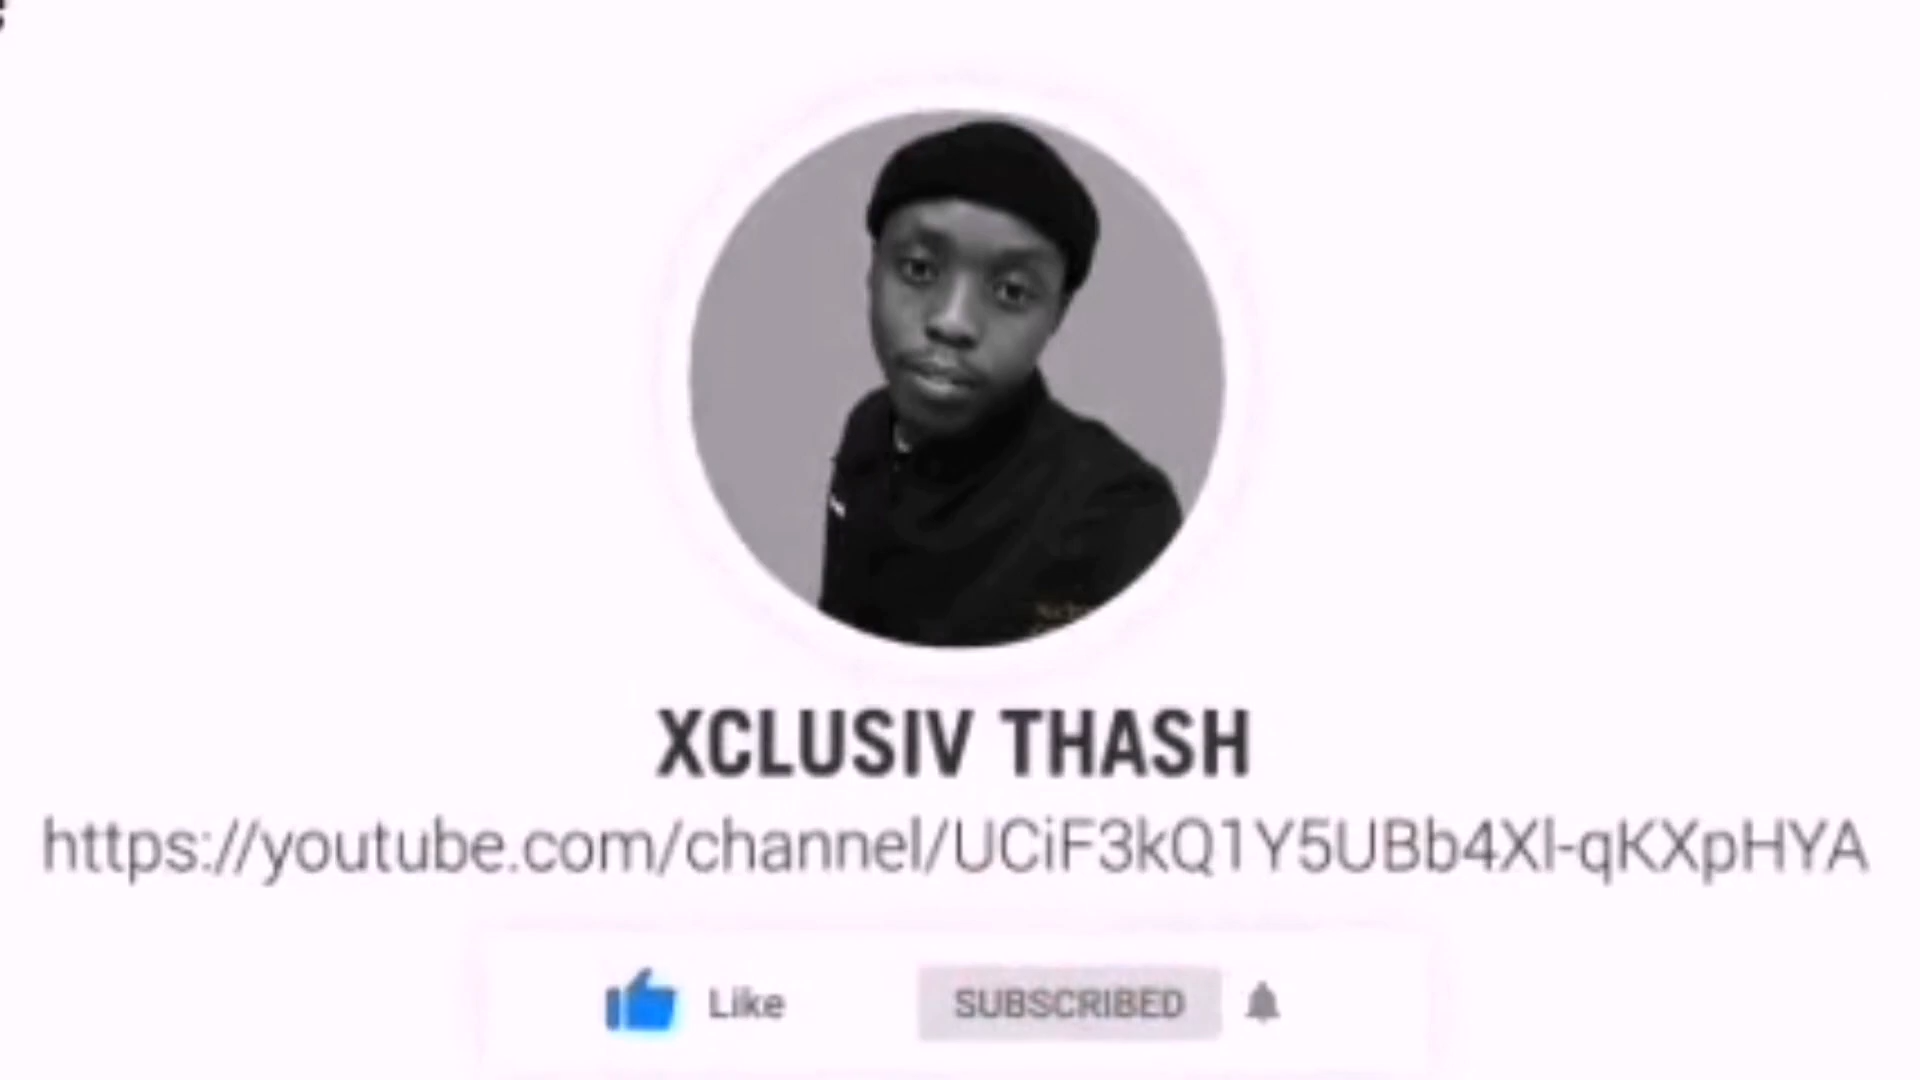 XCLUSIV THASH
https://youtube.com/channel/UCiF3kQ1Y5UBb4Xl-qKXpHYA
Like
SUBSCRIBED